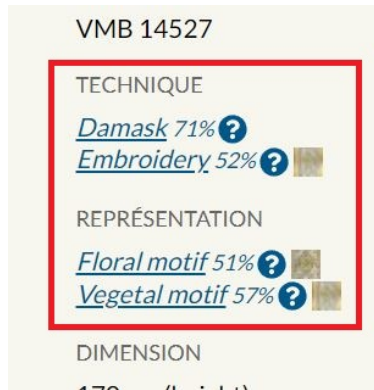 VMB 14527
TECHNIQUE
Damask 71% ?
Embroidery 52% ?
REPRÉSENTATION
Floral motif 51% ?
Vegetal motif 57% ?
DIMENSION